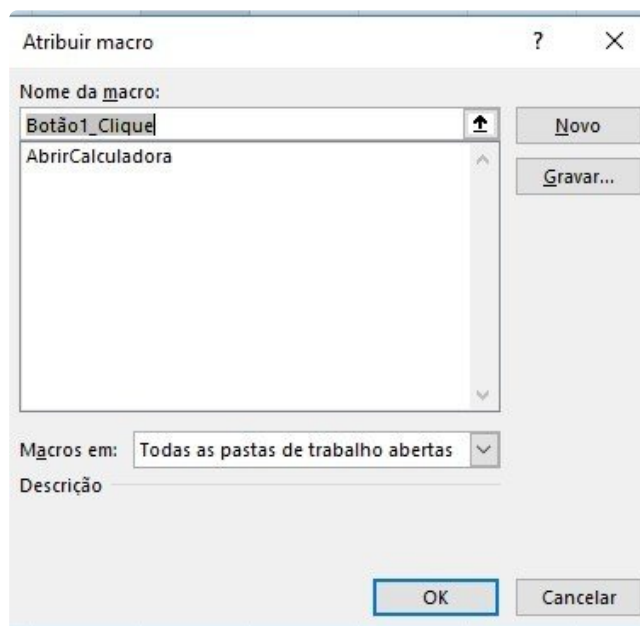 Atribuir macro ?
Nome da macro:
Botão1_Clique
Novo
AbrirCalculadora
Gravar...
Macros em: Todas as pastas de trabalho abertas
Descrição
OK Cancelar